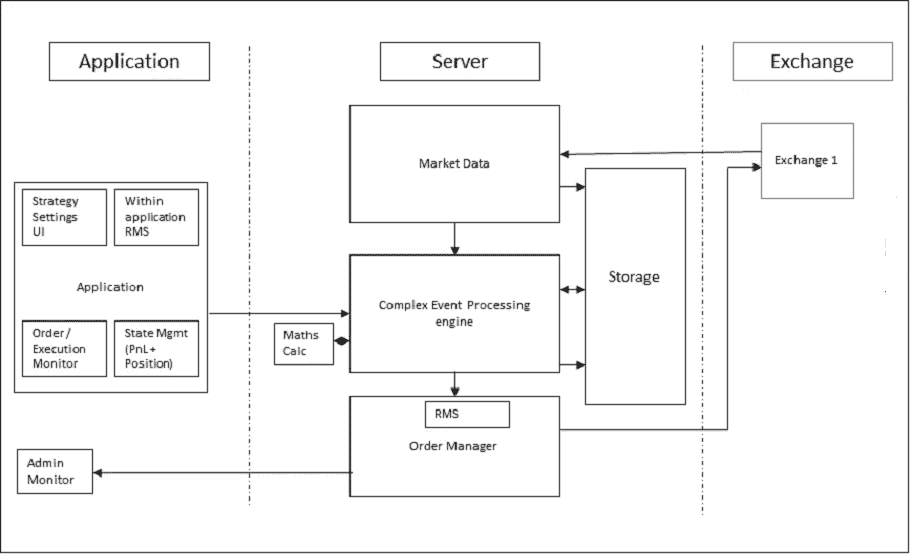 Application
Server
Exchange
Market Data
Exchange 1
Strategy
Settings
UI
Within
application
RMS
Application
Order/
Execution
Monitor
State Mgmt
(PnL+
Position)
Storage
Complex Event Processing
engine
Maths
Calc
RMS
Order Manager
Admin
Monitor